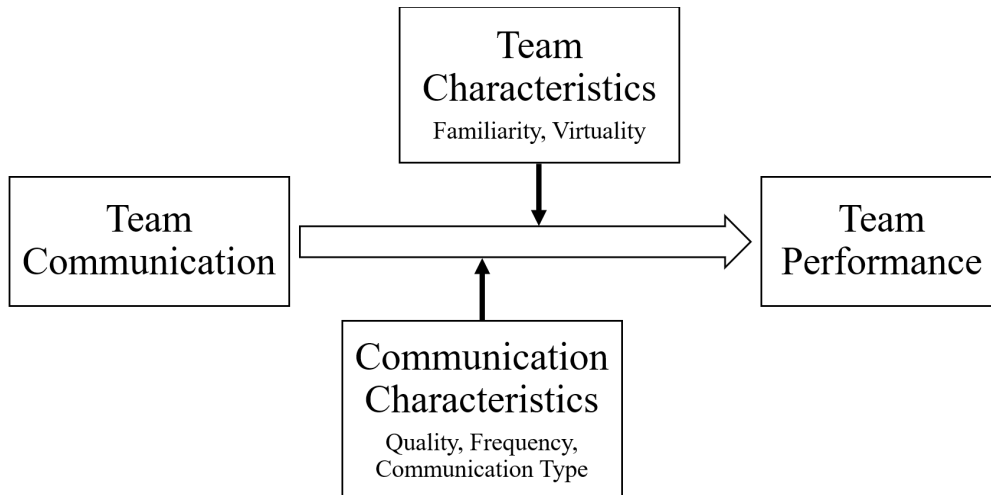 Team
Characteristics
Familiarity, Virtuality
Team
Communication
Team
Performance
Communication
Characteristics
Quality, Frequency,
Communication Type